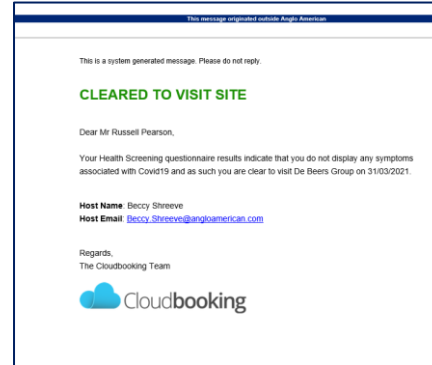 This message originated outside Anglo American
This is a system generated message. Please do not reply.
CLEARED TO VISIT SITE
Dear Mr Russell Pearson,
Your Health Screening questionnaire results indicate that you do not display any symptoms
associated with Covid19 and as such you are clear to visit De Beers Group on 31/03/2021.
Host Name: Beccy Shreeve
Host Email: Beccy.Shreeve@angloamerican.com
Regards,
The Cloudbooking Team
Cloudbooking